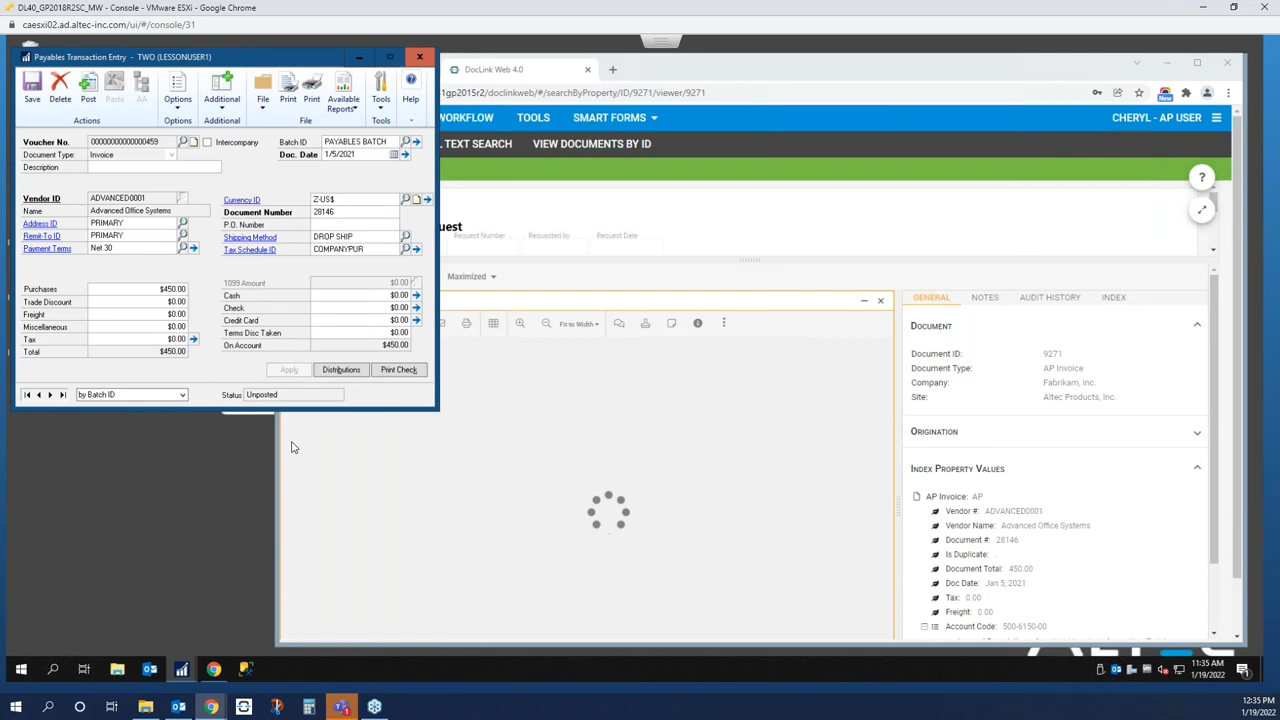 DL40_GP2018R2SC_MW - Console - VMware ESXi - Google Chrome
caesxi02.ad.altec-inc.com/ui/#/console/31
Payables Transaction Entry - TWO (LESSONUSER1)
Save
Delete
Post
Paste
AA
Options
Additional
File
Print
Print
Available Reports
Tools
Help
Actions
Options
Additional
File
Tools
Voucher No. 00000000000000459
Intercompany
Batch ID PAYABLES BATCH
Document Type: Invoice
Doc. Date 1/5/2021
Description
Vendor ID ADVANCED0001
Currency ID Z-US$
Name Advanced Office Systems
Document Number 28146
Address ID PRIMARY
P.O. Number
Remit-To ID PRIMARY
Shipping Method DROP SHIP
Payment Terms Net 30
Tax Schedule ID COMPANYPUR
1099 Amount $0.00
Purchases $450.00
Cash $0.00
Trade Discount $0.00
Check $0.00
Freight $0.00
Credit Card $0.00
Miscellaneous $0.00
Terms Disc Taken $0.00
Tax $0.00
On Account $450.00
Total $450.00
Apply
Distributions
Print Check
by Batch ID
Status Unposted
DocLink Web 4.0
1gp2015r2/doclinkweb/#/searchByProperty/ID/9271/viewer/9271
New
WORKFLOW
TOOLS
SMART FORMS
CHERYL - AP USER
TEXT SEARCH
VIEW DOCUMENTS BY ID
?
uest
Request Number
Requested by
Request Date
Maximized
Fit to Width
GENERAL
NOTES
AUDIT HISTORY
INDEX
DOCUMENT
Document ID: 9271
Document Type: AP Invoice
Company: Fabrikam, Inc.
Site: Altec Products, Inc.
ORIGINATION
INDEX PROPERTY VALUES
AP Invoice: AP
Vendor #: ADVANCED0001
Vendor Name: Advanced Office Systems
Document #: 28146
Is Duplicate: .
Document Total: 450.00
Doc Date: Jan 5, 2021
Tax: 0.00
Freight: 0.00
Account Code: 500-6150-00
11:35 AM
1/19/2022
12:35 PM
1/19/2022